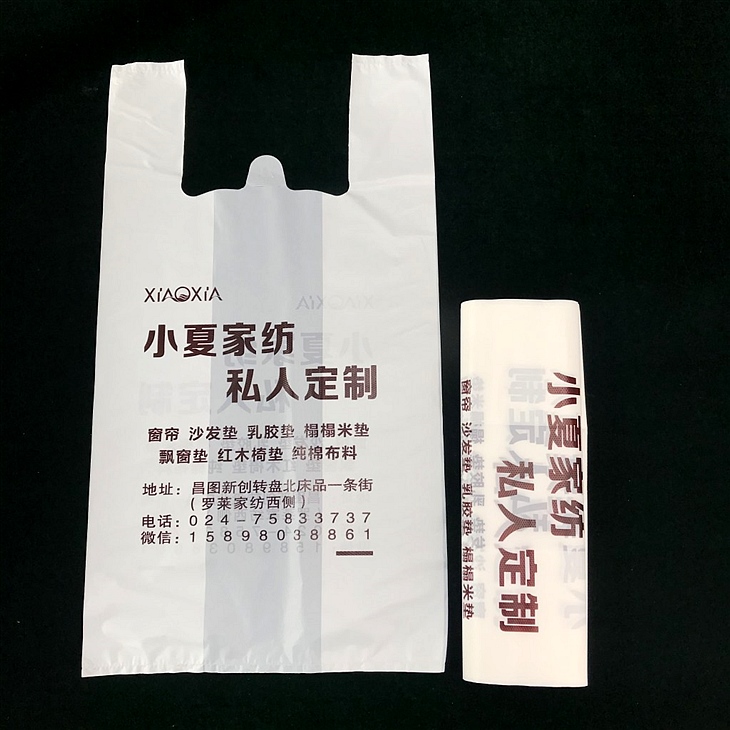 XiAOXiA
小夏家纺
私人定制
窗帘 沙发垫 乳胶垫 榻榻米垫
飘窗垫 红木椅垫 纯棉布料
地址：昌图新创转盘北床品一条街
（罗莱家纺西侧）
电话：024-75833737
微信：15898038861
小夏家纺
私人定制
窗帘 沙发垫 乳胶垫 榻榻米垫